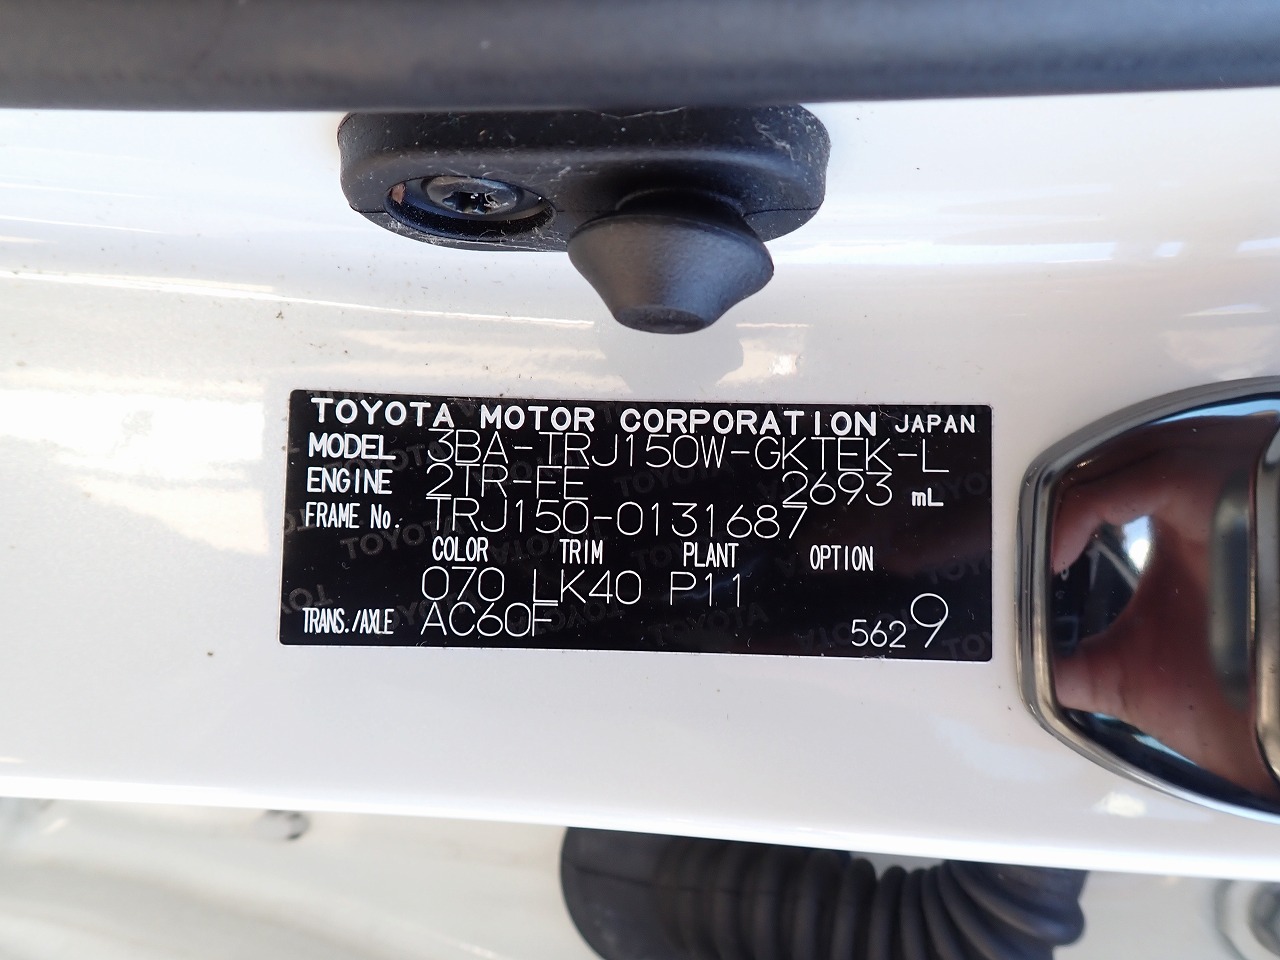 TOYOTA MOTOR CORPORATION JAPAN
MODEL 3BA-TRJ150W-GKTEK-L
ENGINE 2TR-FE 2693 mL
FRAME No. TRJ150-0131687
COLOR TRIM PLANT OPTION
070 LK40 P11
TRANS./AXLE AC60F 5629